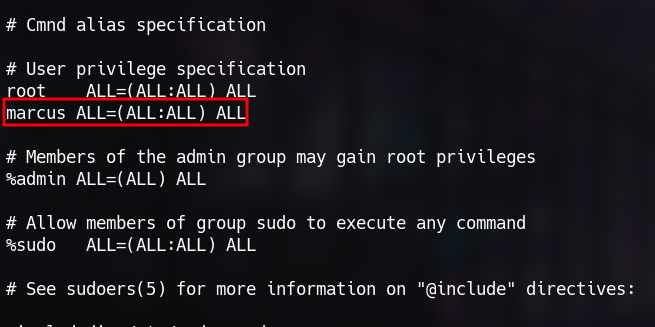 # Cmnd alias specification
# User privilege specification
root    ALL=(ALL:ALL) ALL
marcus ALL=(ALL:ALL) ALL
# Members of the admin group may gain root privileges
%admin ALL=(ALL) ALL
# Allow members of group sudo to execute any command
%sudo   ALL=(ALL:ALL) ALL
# See sudoers(5) for more information on "@include" directives: